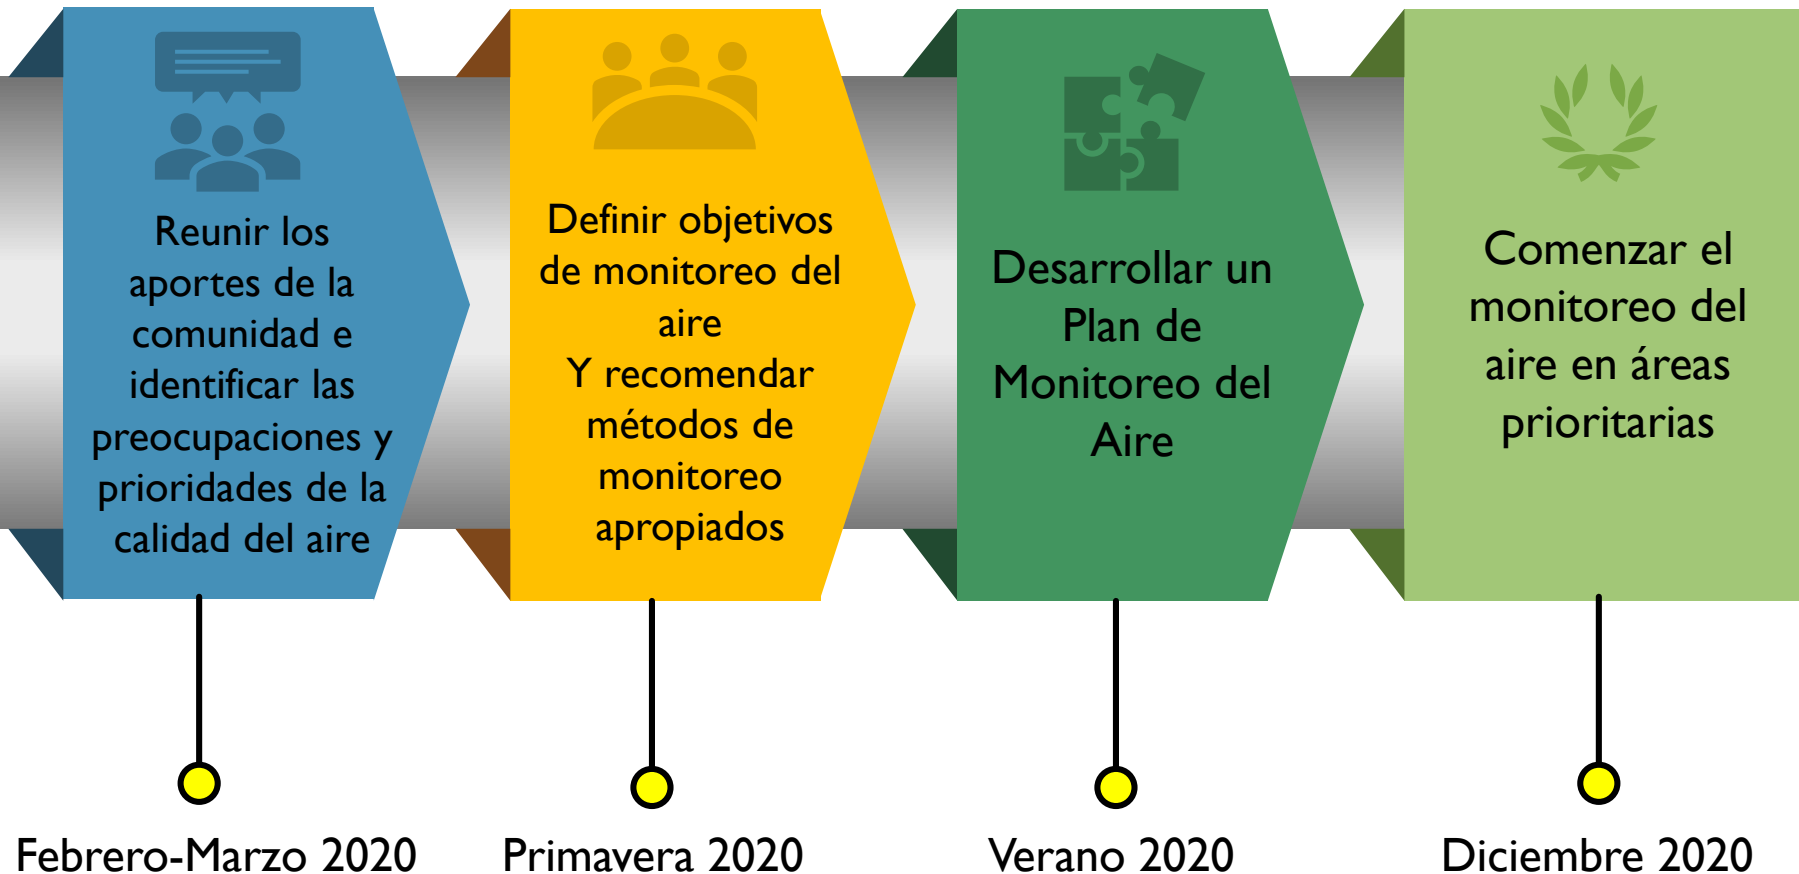 Reunir los
aportes de la
comunidad e
identificar las
preocupaciones y
prioridades de la
calidad del aire
Definir objetivos
de monitoreo del
aire
Y recomendar
métodos de
monitoreo
apropiados
Desarrollar un
Plan de
Monitoreo del
Aire
Comenzar el
monitoreo del
aire en áreas
prioritarias
Febrero-Marzo 2020
Primavera 2020
Verano 2020
Diciembre 2020